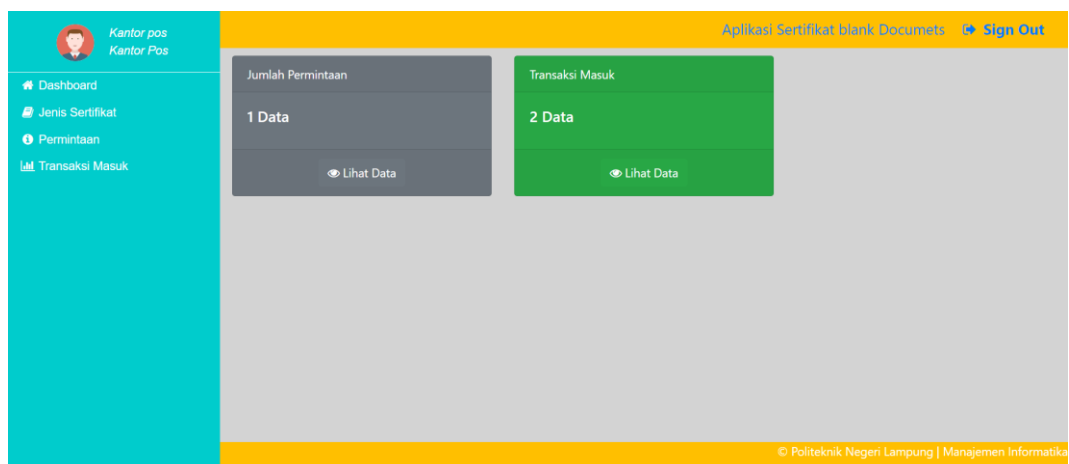 Kantor pos
Kantor Pos
Dashboard
Jenis Sertifikat
Permintaan
Transaksi Masuk
Aplikasi Sertifikat blank Documets Sign Out
Jumlah Permintaan
1 Data
Lihat Data
Transaksi Masuk
2 Data
Lihat Data
© Politeknik Negeri Lampung | Manajemen Informatika